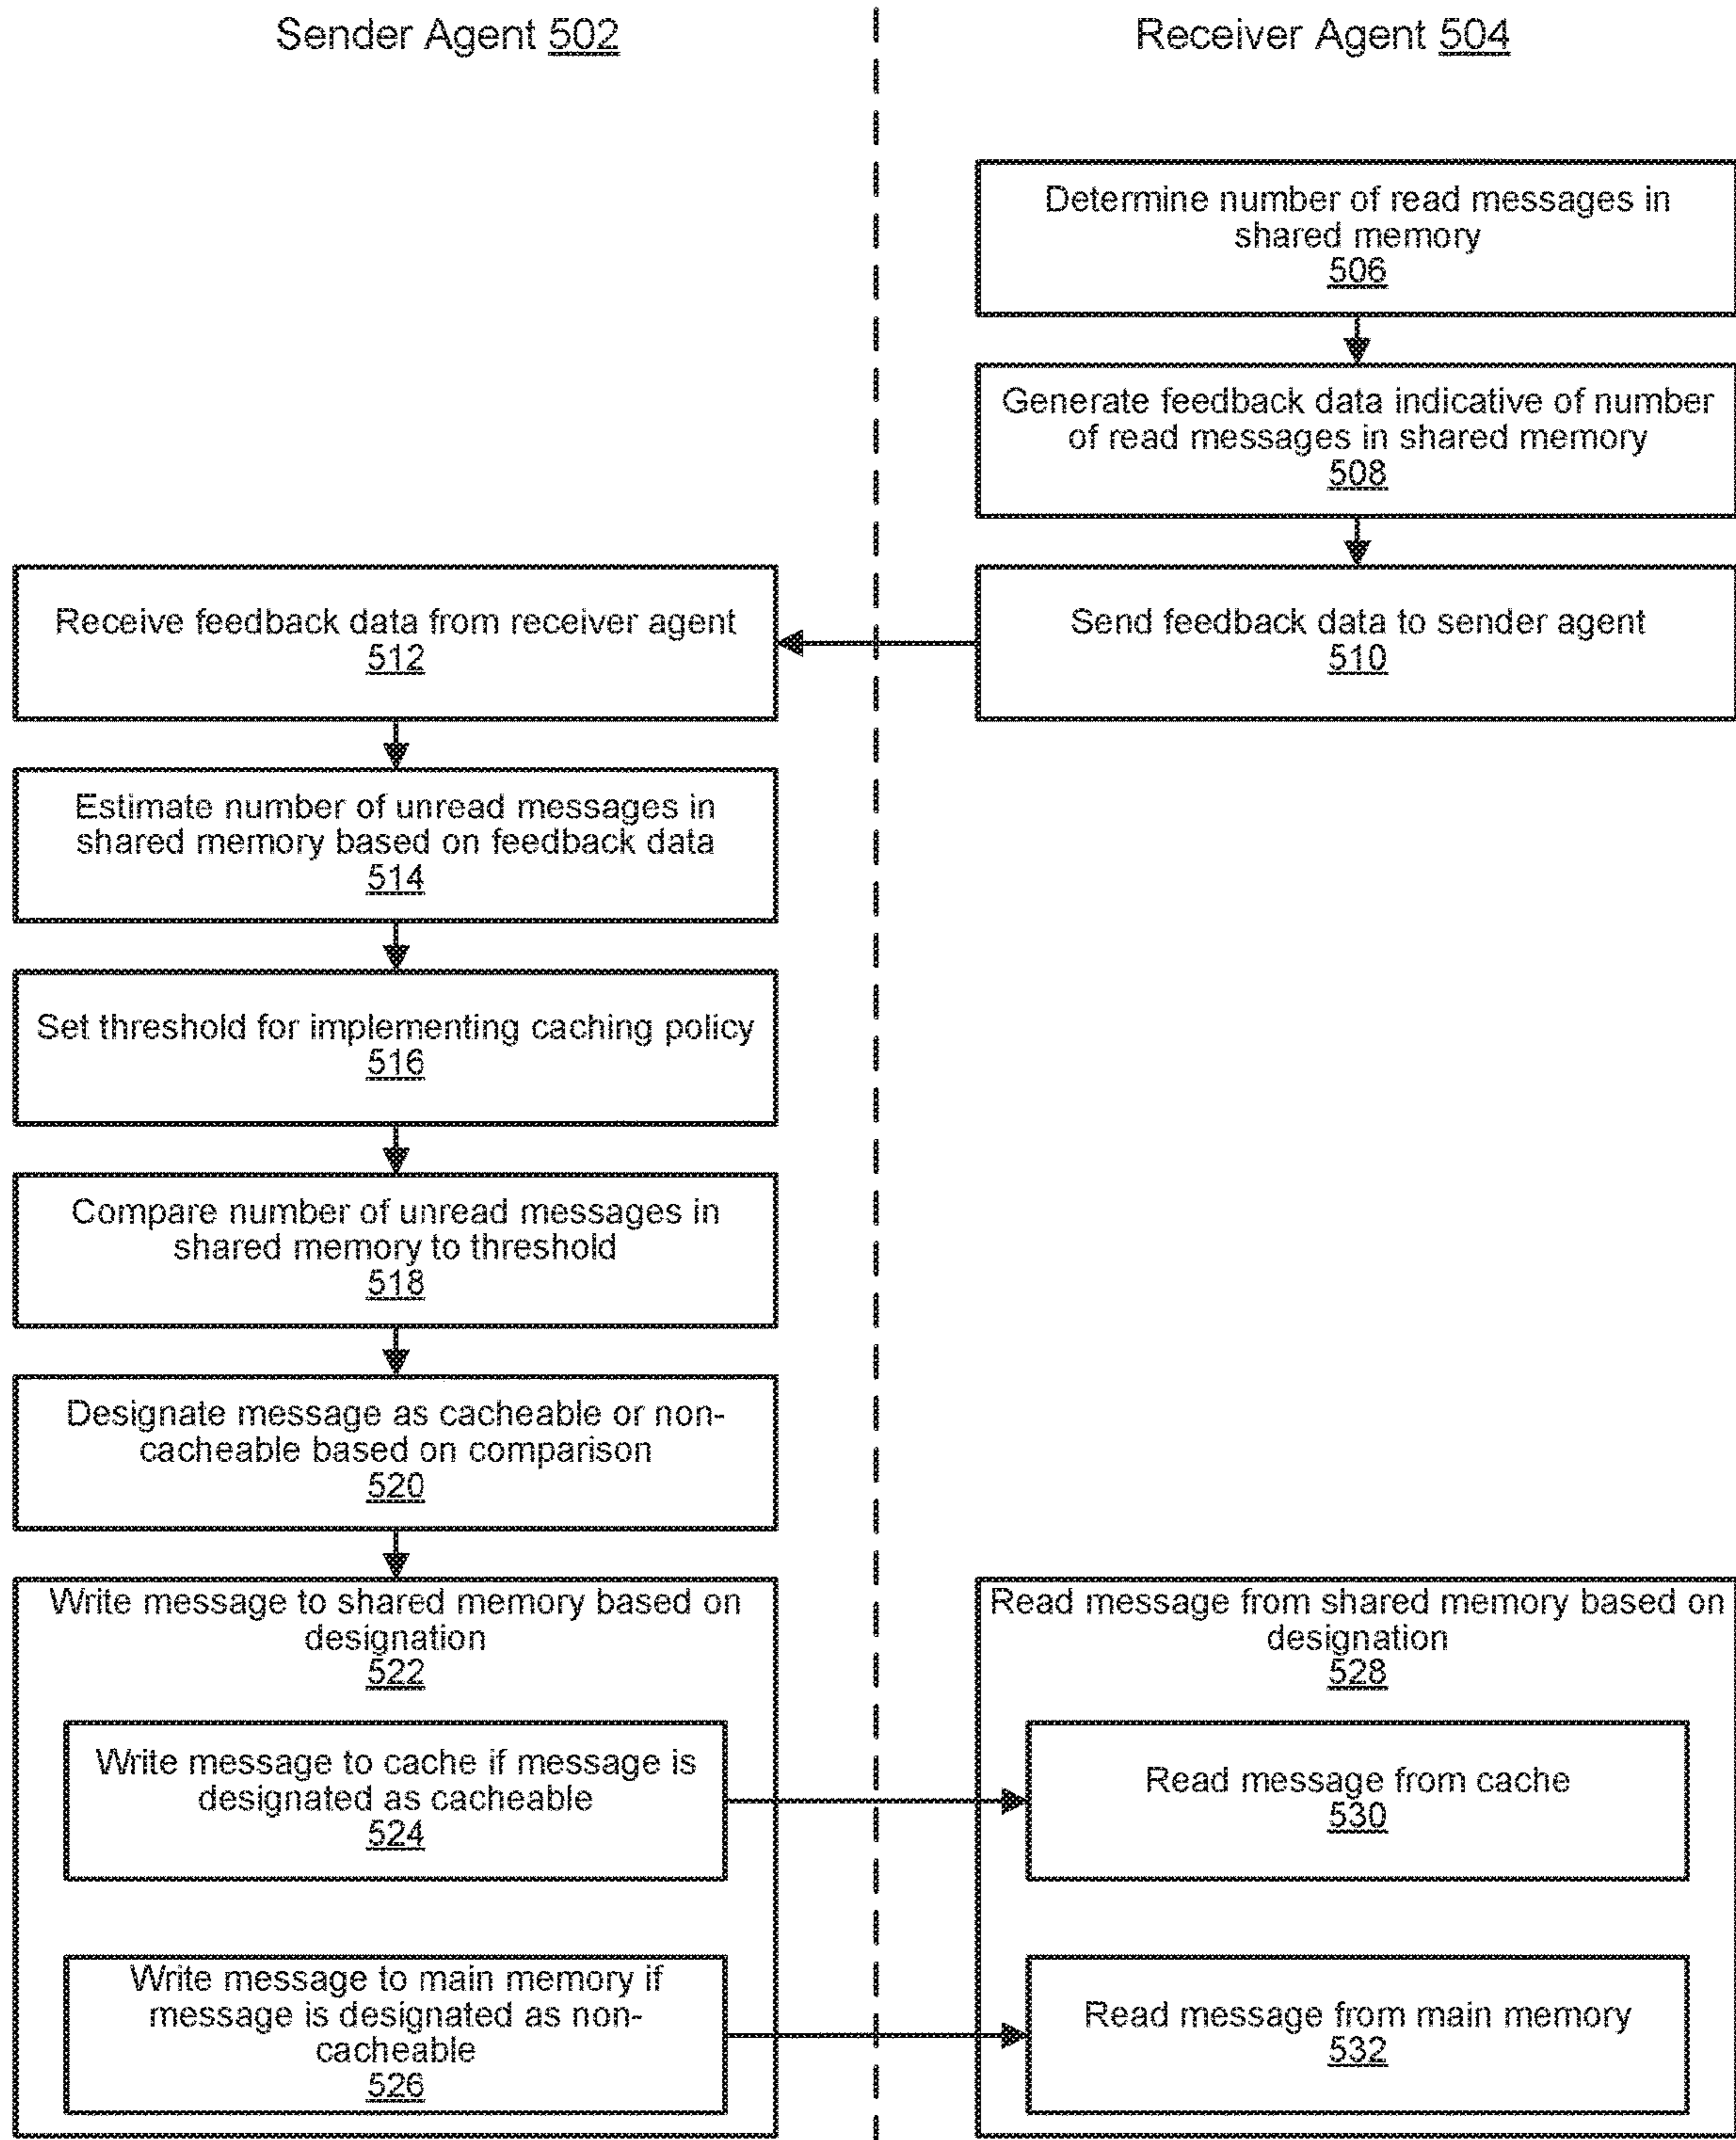 Sender Agent 502
Receiver Agent 504
Determine number of read messages in
shared memory
506
Generate feedback data indicative of number
of read messages in shared memory
508
Receive feedback data from receiver agent
512
Send feedback data to sender agent
510
Estimate number of unread messages in
shared memory based on feedback data
514
Set threshold for implementing caching policy
516
Compare number of unread messages in
shared memory to threshold
518
Designate message as cacheable or non-
cacheable based on comparison
520
Write message to shared memory based on
designation
522
Write message to cache if message is
designated as cacheable
524
Write message to main memory if
message is designated as non-
cacheable
526
Read message from shared memory based on
designation
528
Read message from cache
530
Read message from main memory
532